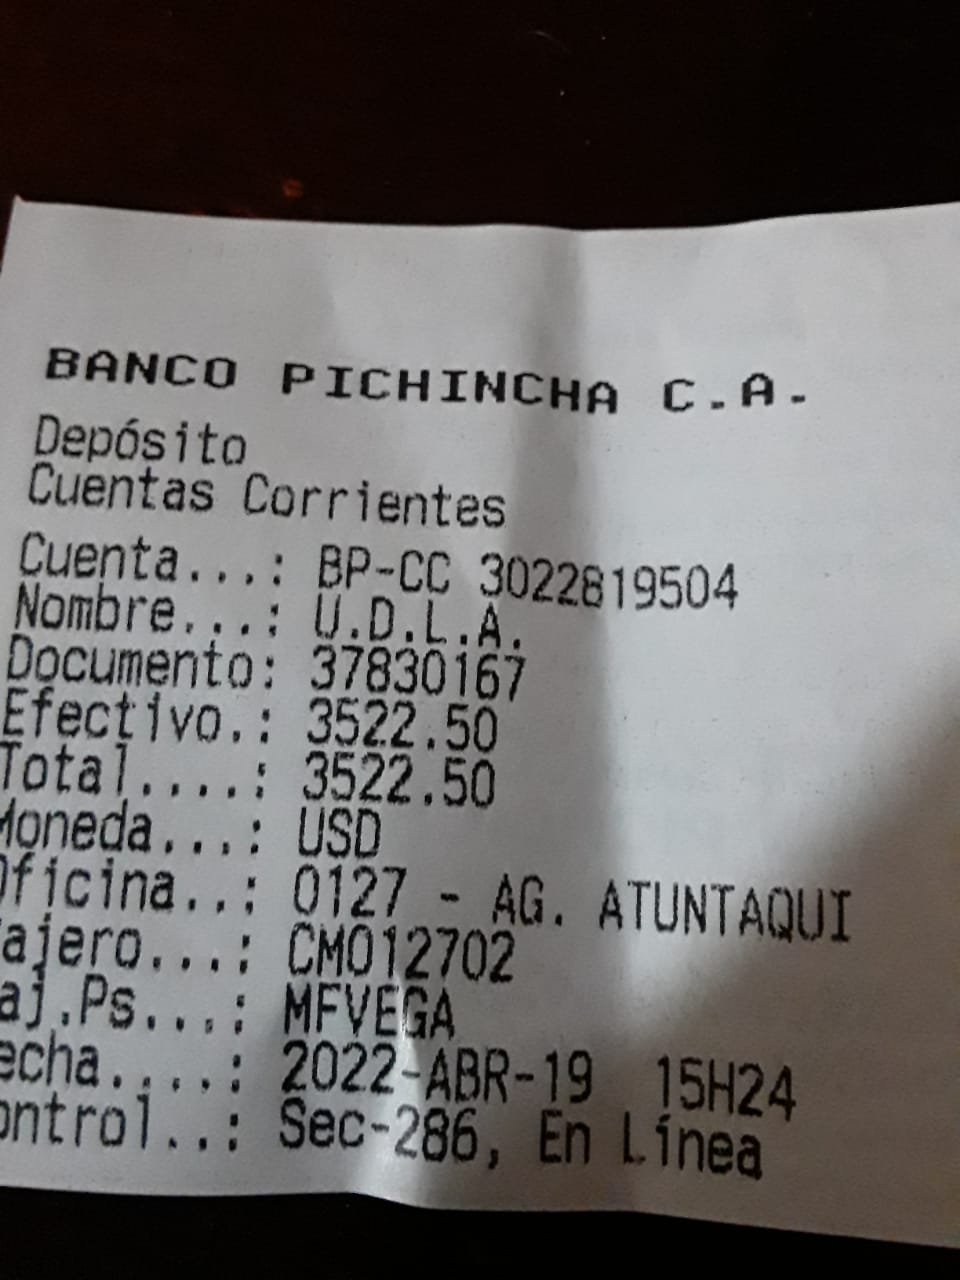 BANCO PICHINCHA C.A.
Depósito
Cuentas Corrientes
Cuenta...: BP-CC 3022819504
Nombre...: U.D.L.A.
Documento: 37830167
Efectivo.: 3522.50
Total....: 3522.50
Moneda...: USD
Oficina..: 0127 - AG. ATUNTAQUI
ajero...: CM012702
aj.Ps...: MFVEGA
echa....: 2022-ABR-19 15H24
ontrol..: Sec-286, En Línea